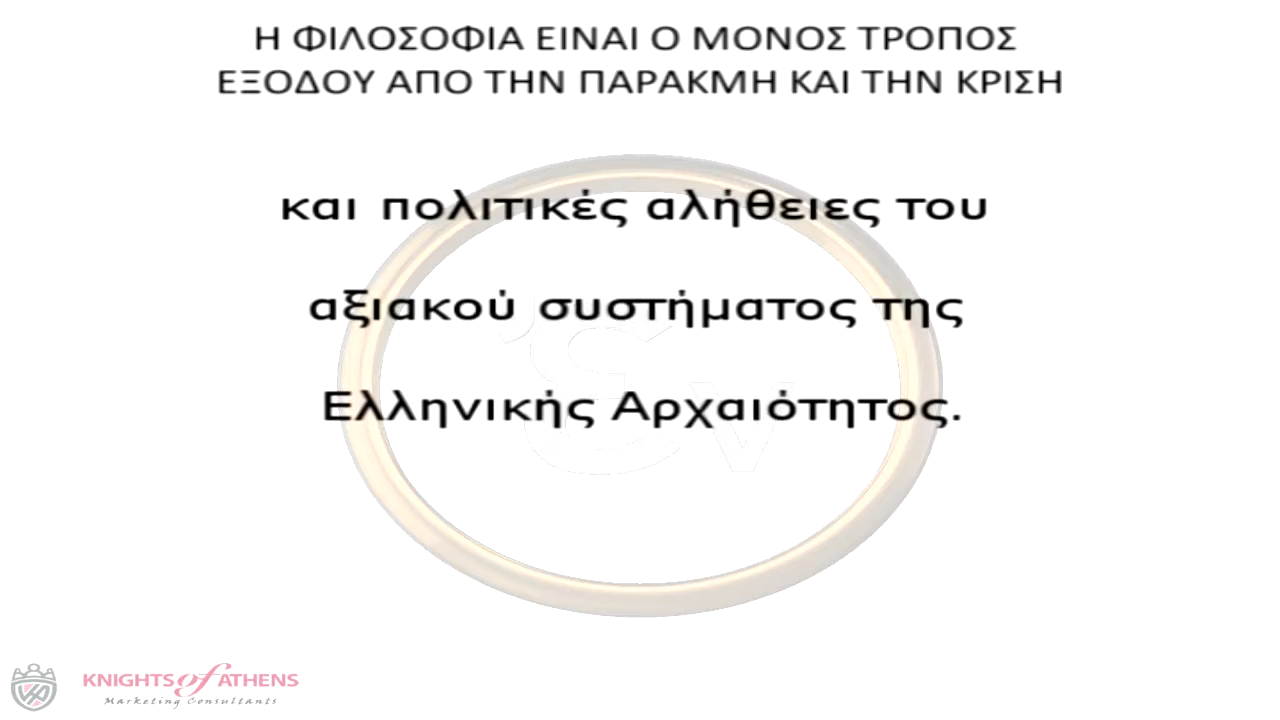 Η ΦΙΛΟΣΟΦΙΑ ΕΙΝΑΙ Ο ΜΟΝΟΣ ΤΡΟΠΟΣ
ΕΞΟΔΟΥ ΑΠΟ ΤΗΝ ΠΑΡΑΚΜΗ ΚΑΙ ΤΗΝ ΚΡΙΣΗ
και πολιτικές αλήθειες του
αξιακού συστήματος της
Ελληνικής Αρχαιότητος.
KNIGHTS of ATHENS
Marketing Consultants